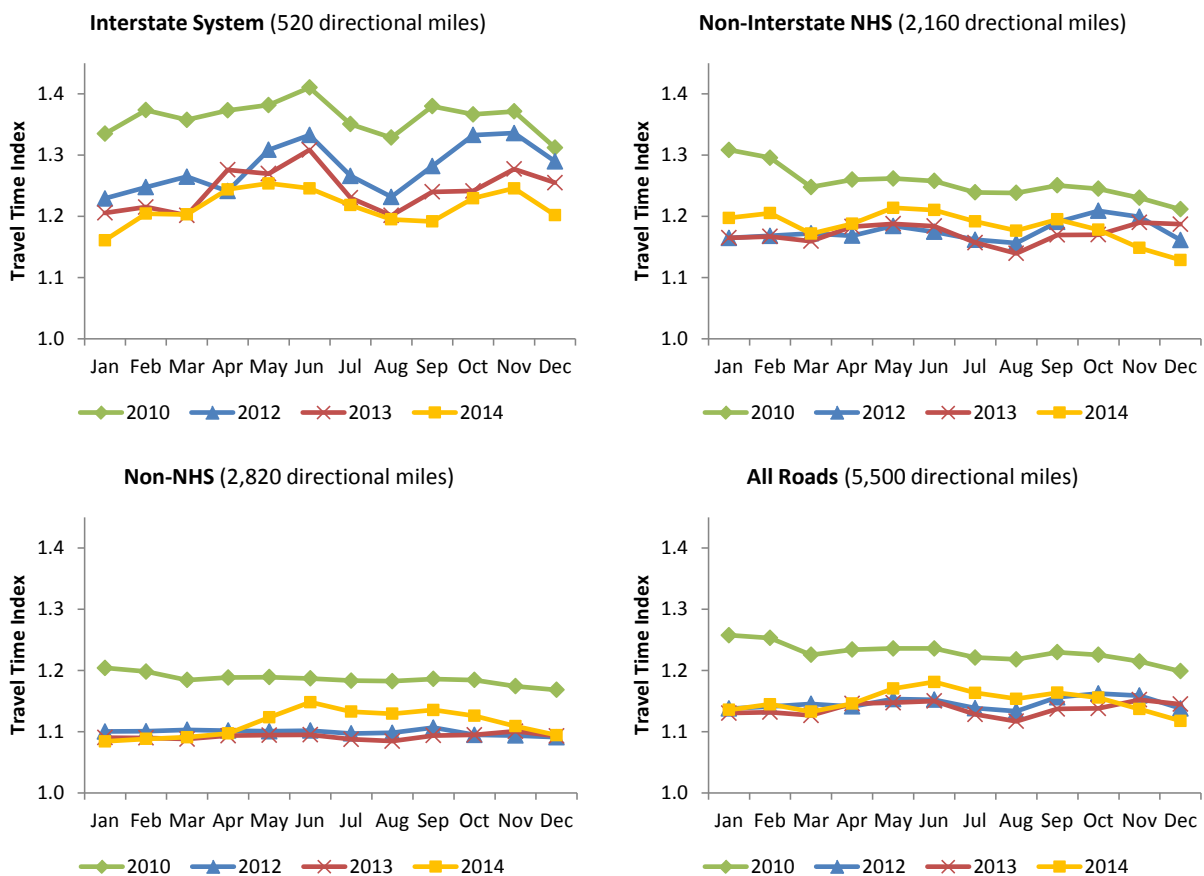 Interstate System (520 directional miles)
Travel Time Index
1.4
1.3
1.2
1.1
1.0
Jan Feb Mar Apr May Jun Jul Aug Sep Oct Nov Dec
2010 2012 2013 2014
Non-Interstate NHS (2,160 directional miles)
Travel Time Index
1.4
1.3
1.2
1.1
1.0
Jan Feb Mar Apr May Jun Jul Aug Sep Oct Nov Dec
2010 2012 2013 2014
Non-NHS (2,820 directional miles)
Travel Time Index
1.4
1.3
1.2
1.1
1.0
Jan Feb Mar Apr May Jun Jul Aug Sep Oct Nov Dec
2010 2012 2013 2014
All Roads (5,500 directional miles)
Travel Time Index
1.4
1.3
1.2
1.1
1.0
Jan Feb Mar Apr May Jun Jul Aug Sep Oct Nov Dec
2010 2012 2013 2014